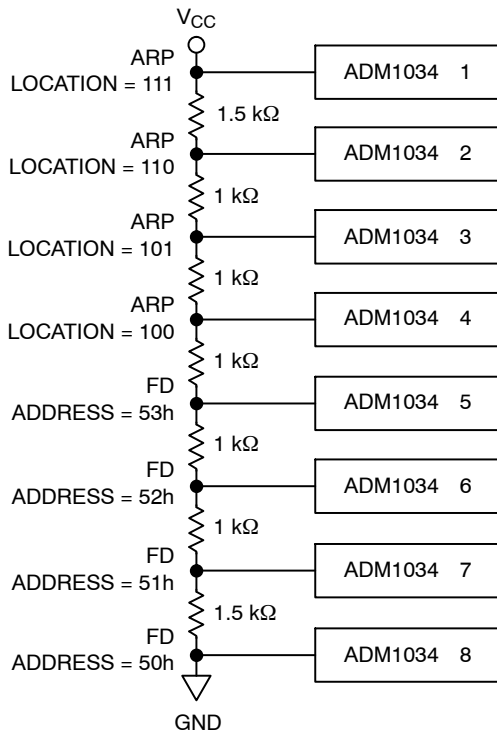 VCC
ARP
LOCATION = 111
ADM1034 1
1.5 kΩ
ARP
LOCATION = 110
ADM1034 2
1 kΩ
ARP
LOCATION = 101
ADM1034 3
1 kΩ
ARP
LOCATION = 100
ADM1034 4
1 kΩ
FD
ADDRESS = 53h
ADM1034 5
1 kΩ
FD
ADDRESS = 52h
ADM1034 6
1 kΩ
FD
ADDRESS = 51h
ADM1034 7
1.5 kΩ
FD
ADDRESS = 50h
ADM1034 8
GND